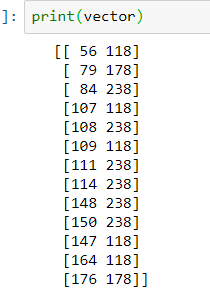 ]: print(vector)
[[ 56 118]
[ 79 178]
[ 84 238]
[107 118]
[108 238]
[109 118]
[111 238]
[114 238]
[148 238]
[150 238]
[147 118]
[164 118]
[176 178]]